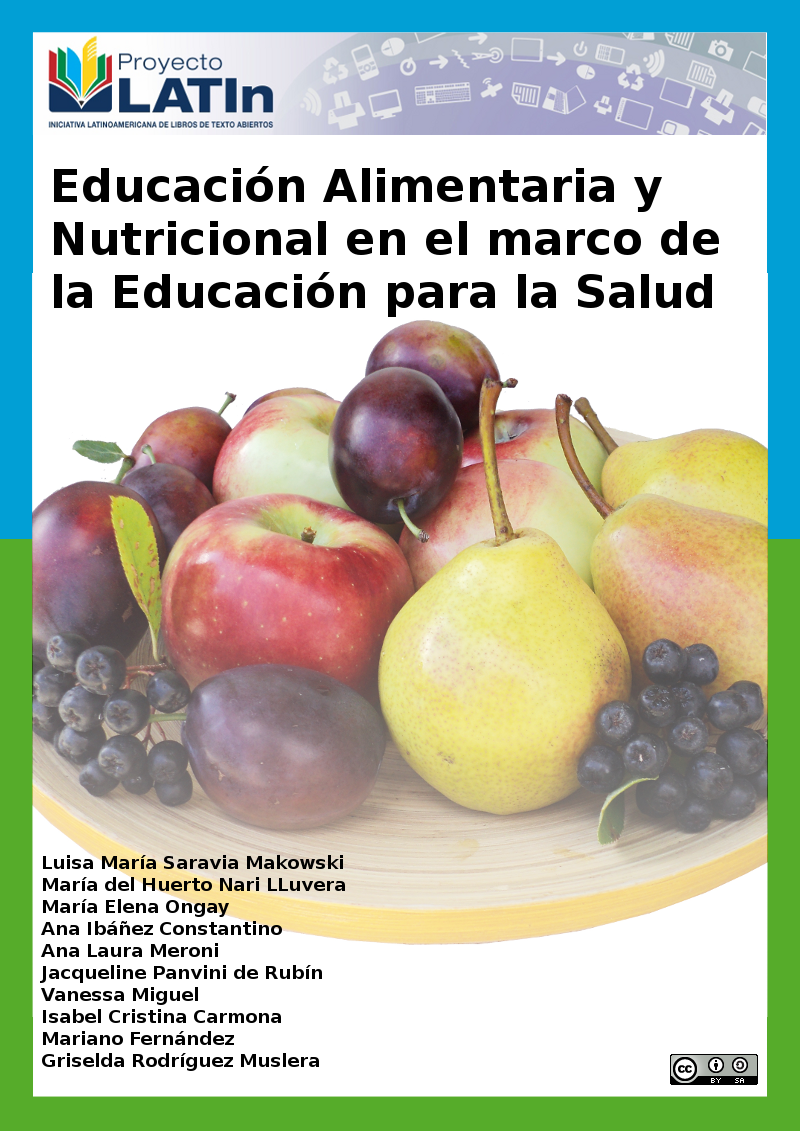 Proyecto
LATIn
INICIATIVA LATINOAMERICANA DE LIBROS DE TEXTO ABIERTOS
Educación Alimentaria y
Nutricional en el marco de
la Educación para la Salud
Luisa María Saravia Makowski
María del Huerto Nari LLuvera
María Elena Ongay
Ana Ibáñez Constantino
Ana Laura Meroni
Jacqueline Panvini de Rubín
Vanessa Miguel
Isabel Cristina Carmona
Mariano Fernández
Griselda Rodríguez Muslera
cc
BY SA